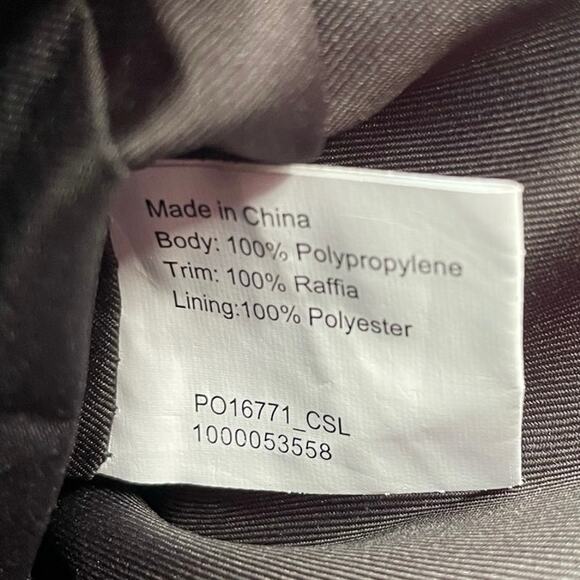 Made in China
Body: 100% Polypropylene
Trim: 100% Raffia
Lining:100% Polyester
PO16771_CSL
1000053558